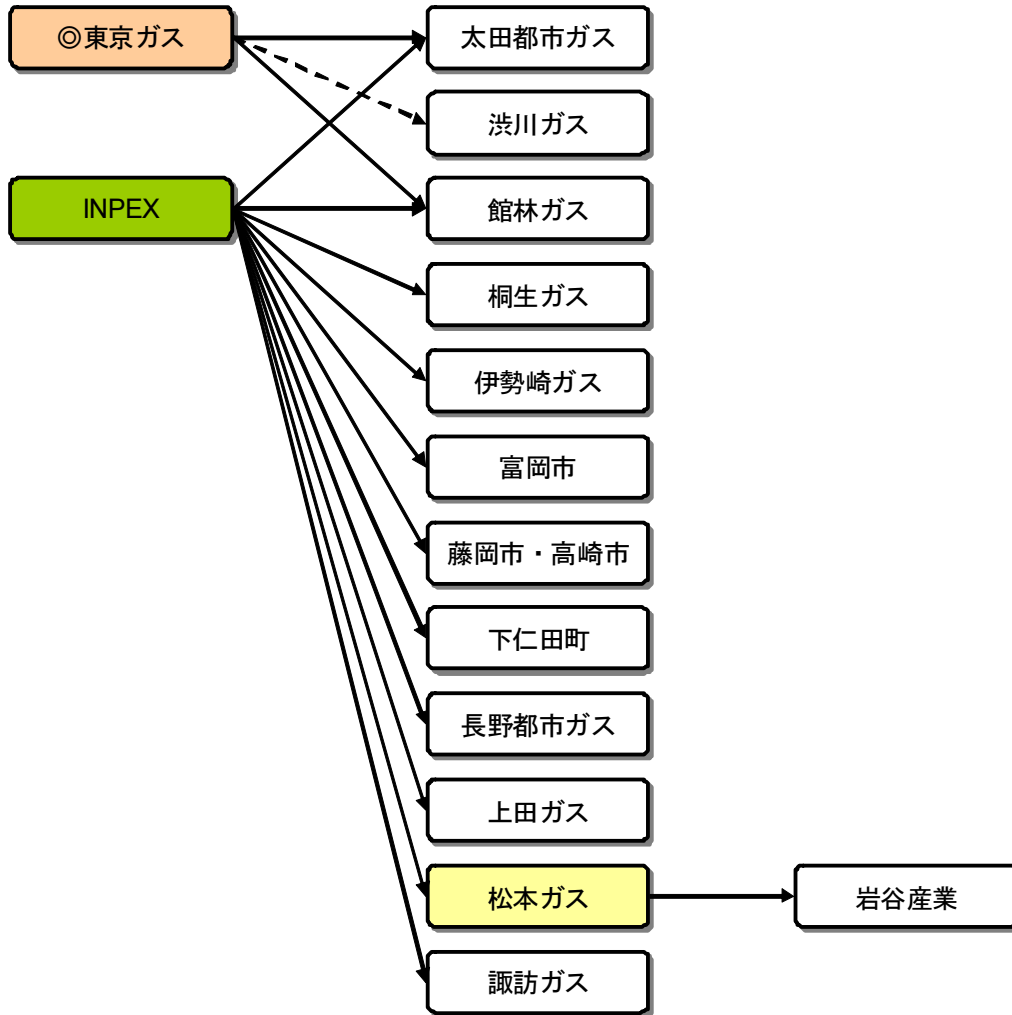 ◎東京ガス
太田都市ガス
渋川ガス
INPEX
館林ガス
桐生ガス
伊勢崎ガス
富岡市
藤岡市・高崎市
下仁田町
長野都市ガス
上田ガス
松本ガス
岩谷産業
諏訪ガス